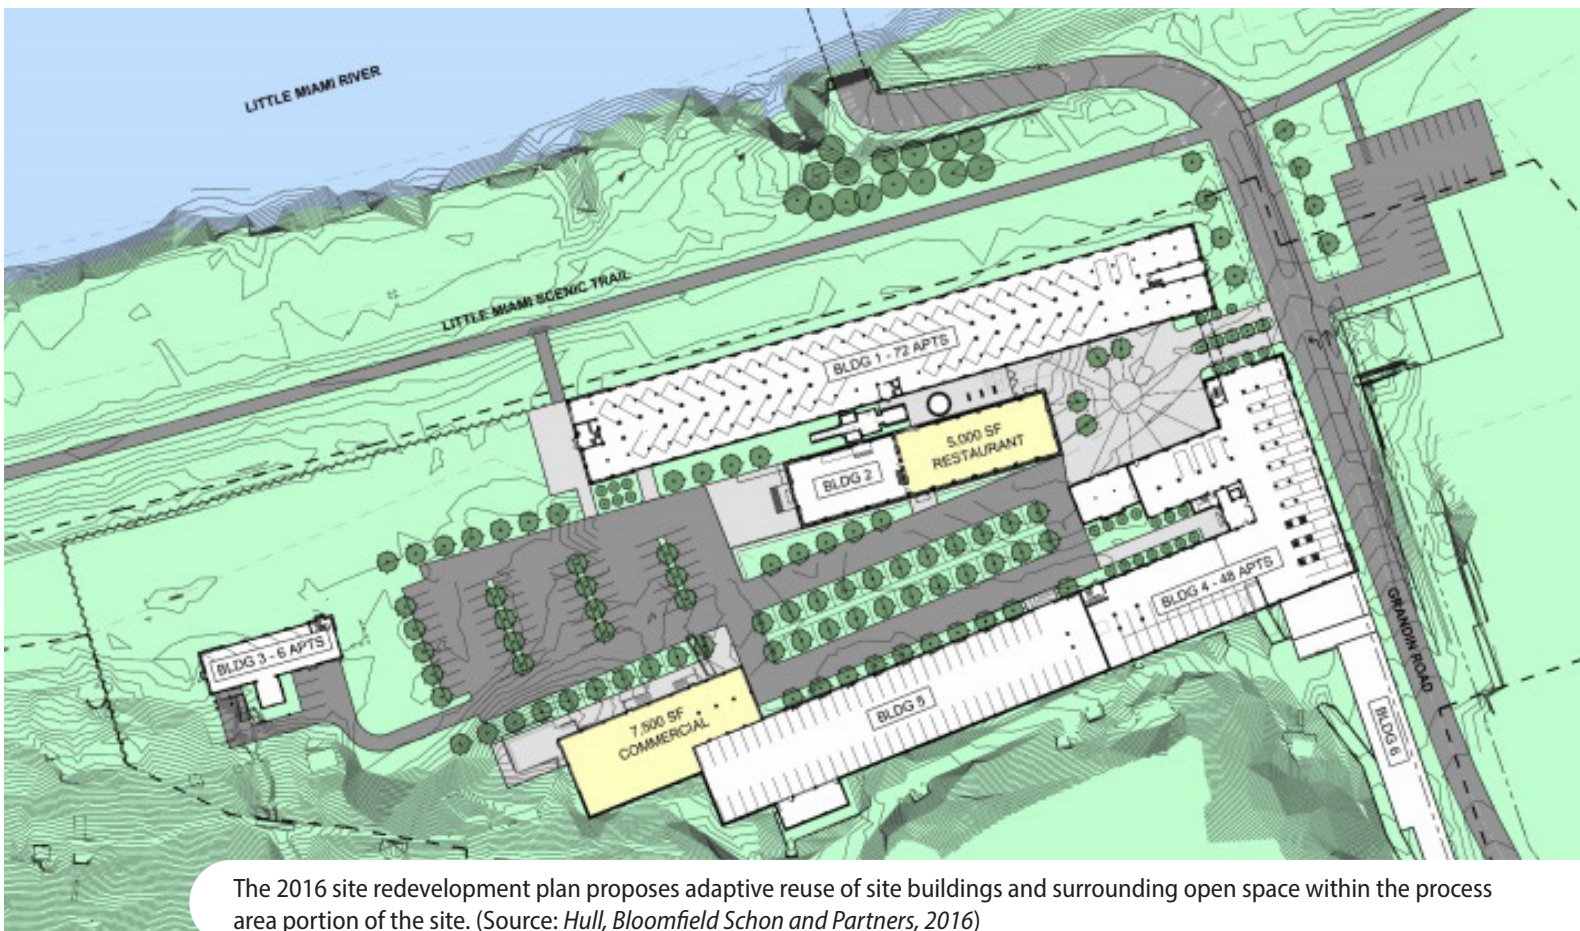 LITTLE MIAMI RIVER
LITTLE MIAMI SCENIC TRAIL
BLDG 1 - 72 APTS
5,000 SF
RESTAURANT
BLDG 2
BLDG 4 - 48 APTS
GRANDIN ROAD
BLDG 3 - 6 APTS
7,500 SF
COMMERCIAL
BLDG 5
BLDG 6
The 2016 site redevelopment plan proposes adaptive reuse of site buildings and surrounding open space within the process
area portion of the site. (Source: Hull, Bloomfield Schon and Partners, 2016)